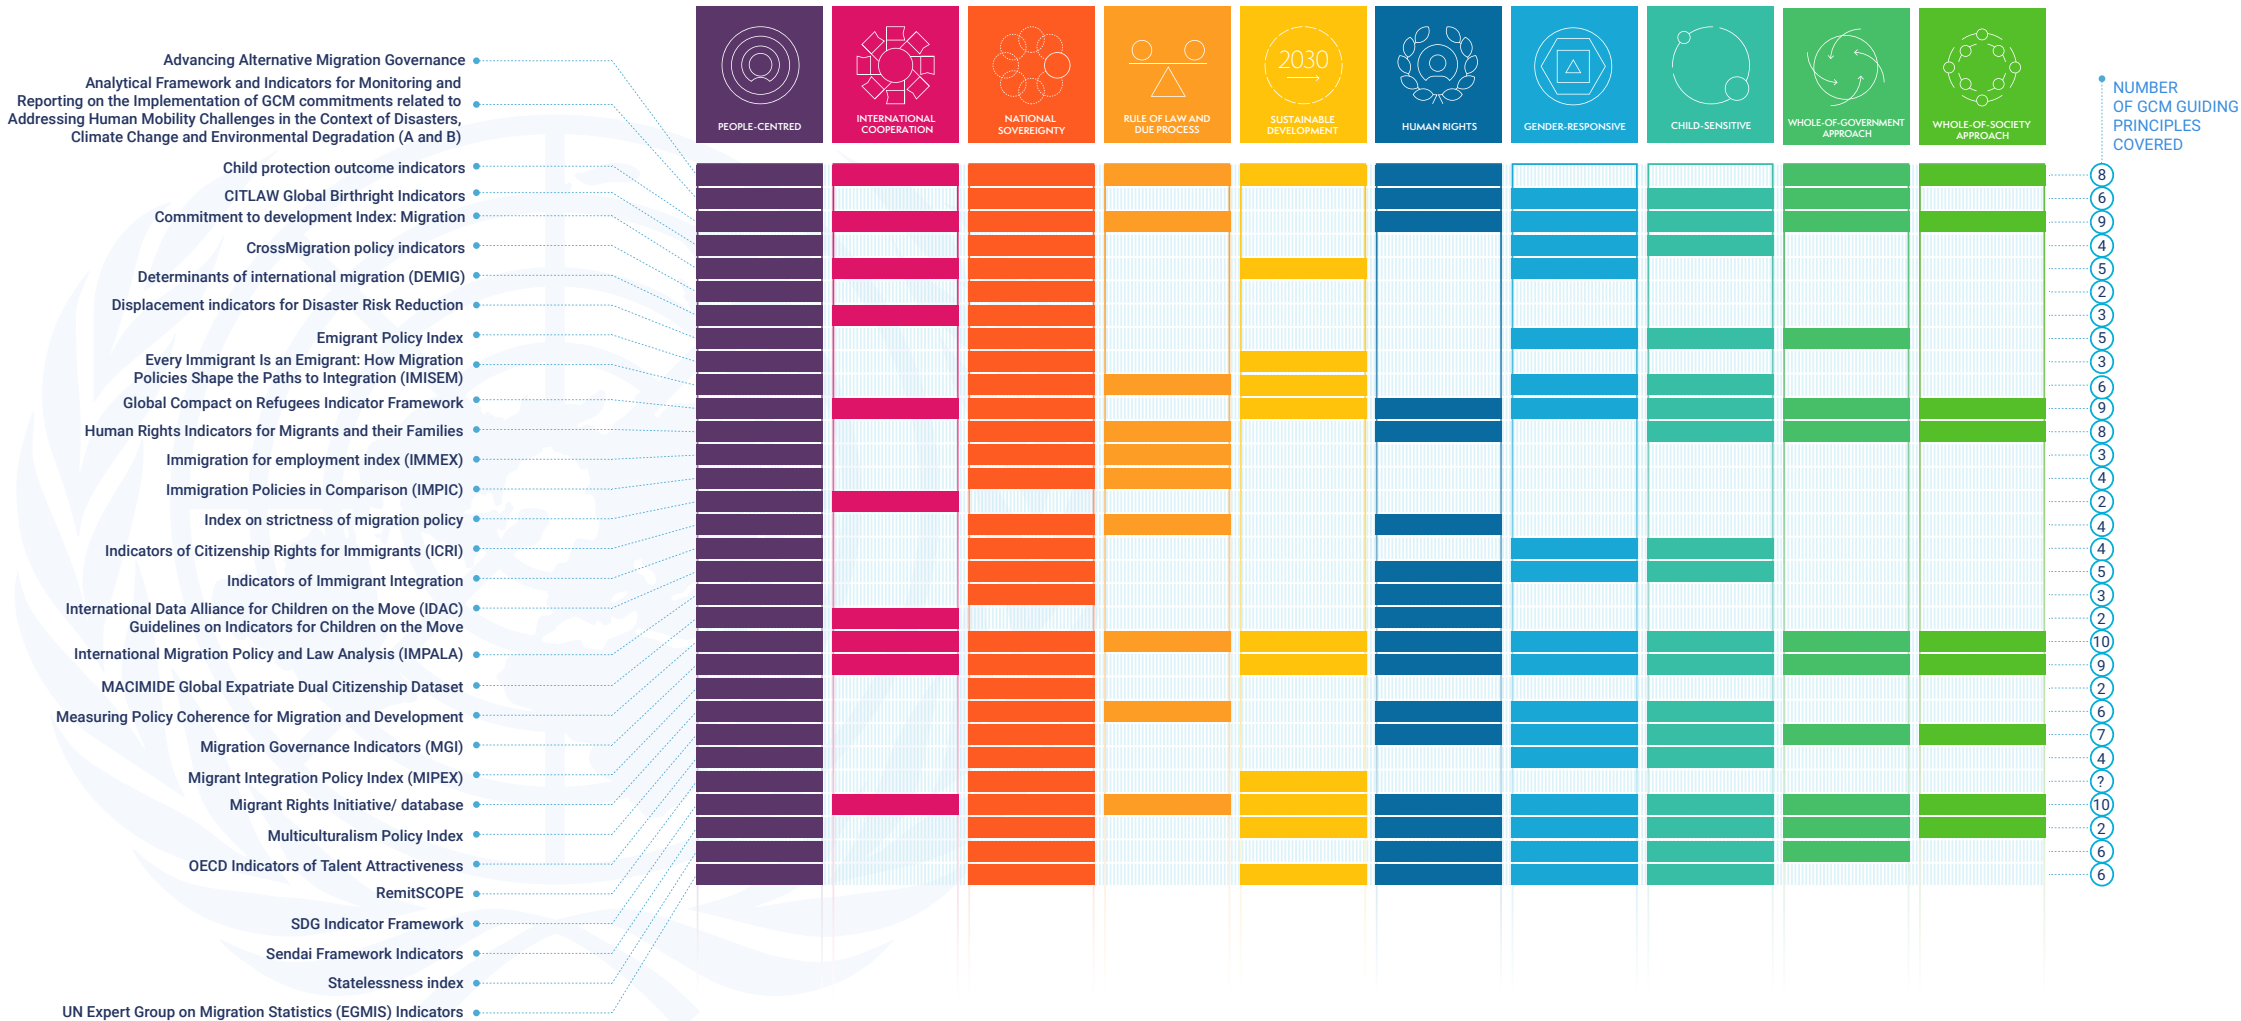 2030
PEOPLE-CENTRED
INTERNATIONAL
COOPERATION
NATIONAL
SOVEREIGNTY
RULE OF LAW AND
DUE PROCESS
SUSTAINABLE
DEVELOPMENT
HUMAN RIGHTS
GENDER-RESPONSIVE
CHILD-SENSITIVE
WHOLE-OF-GOVERNMENT
APPROACH
WHOLE-OF-SOCIETY
APPROACH
NUMBER
OF GCM GUIDING
PRINCIPLES
COVERED
Advancing Alternative Migration Governance
Analytical Framework and Indicators for Monitoring and
Reporting on the Implementation of GCM commitments related to
Addressing Human Mobility Challenges in the Context of Disasters,
Climate Change and Environmental Degradation (A and B)
Child protection outcome indicators
CITLAW Global Birthright Indicators
Commitment to development Index: Migration
CrossMigration policy indicators
Determinants of international migration (DEMIG)
Displacement indicators for Disaster Risk Reduction
Emigrant Policy Index
Every Immigrant Is an Emigrant: How Migration
Policies Shape the Paths to Integration (IMISEM)
Global Compact on Refugees Indicator Framework
Human Rights Indicators for Migrants and their Families
Immigration for employment index (IMMEX)
Immigration Policies in Comparison (IMPIC)
Index on strictness of migration policy
Indicators of Citizenship Rights for Immigrants (ICRI)
Indicators of Immigrant Integration
International Data Alliance for Children on the Move (IDAC)
Guidelines on Indicators for Children on the Move
International Migration Policy and Law Analysis (IMPALA)
MACIMIDE Global Expatriate Dual Citizenship Dataset
Measuring Policy Coherence for Migration and Development
Migration Governance Indicators (MGI)
Migrant Integration Policy Index (MIPEX)
Migrant Rights Initiative/ database
Multiculturalism Policy Index
OECD Indicators of Talent Attractiveness
RemitSCOPE
SDG Indicator Framework
Sendai Framework Indicators
Statelessness index
UN Expert Group on Migration Statistics (EGMIS) Indicators
8
6
9
4
5
2
3
5
3
6
9
8
3
4
2
4
4
5
3
2
10
9
2
6
7
4
?
10
2
6
6